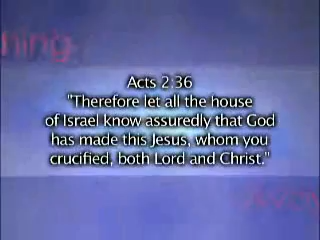 hing
Acts 2:36
"Therefore let all the house
of Israel know assuredly that God
has made this Jesus, whom you
crucified, both Lord and Christ."